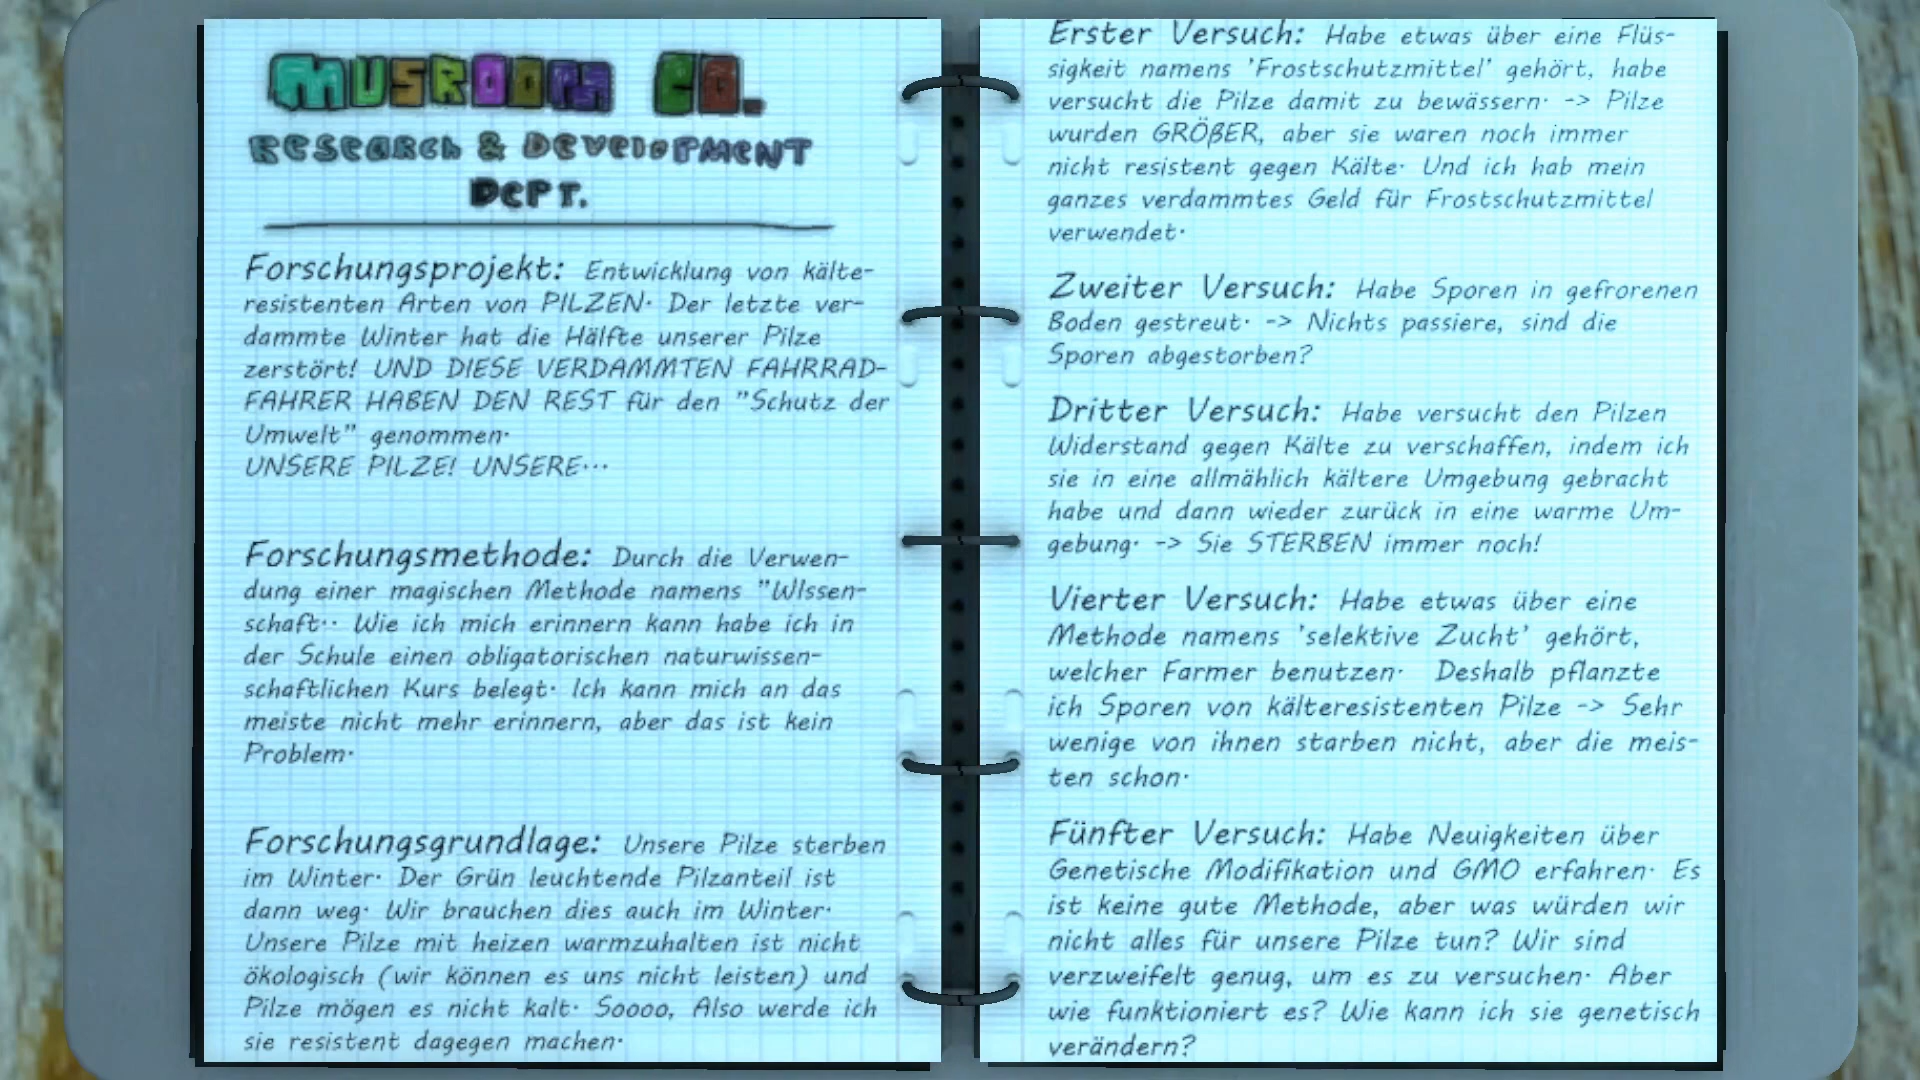 MUSROOM CO.
RESEARCH & DEVELOPMENT
DEPT.
Forschungsprojekt: Entwicklung von kälte-
resistenten Arten von PILZEN. Der letzte ver-
dammte Winter hat die Hälfte unserer Pilze
zerstört! UND DIESE VERDAMMTEN FAHRRAD-
FAHRER HABEN DEN REST für den "Schutz der
Umwelt" genommen.
UNSERE PILZE! UNSERE...
Forschungsmethode: Durch die Verwen-
dung einer magischen Methode namens "WIssen-
schaft.. Wie ich mich erinnern kann habe ich in
der Schule einen obligatorischen naturwissen-
schaftlichen Kurs belegt. Ich kann mich an das
meiste nicht mehr erinnern, aber das ist kein
Problem.
Forschungsgrundlage: Unsere Pilze sterben
im Winter. Der Grün leuchtende Pilzanteil ist
dann weg. Wir brauchen dies auch im Winter.
Unsere Pilze mit heizen warmzuhalten ist nicht
ökologisch (wir können es uns nicht leisten) und
Pilze mögen es nicht kalt. Soooo, Also werde ich
sie resistent dagegen machen.
Erster Versuch: Habe etwas über eine Flüs-
sigkeit namens 'Frostschutzmittel' gehört, habe
versucht die Pilze damit zu bewässern. -> Pilze
wurden GRÖßER, aber sie waren noch immer
nicht resistent gegen Kälte. Und ich hab mein
ganzes verdammtes Geld für Frostschutzmittel
verwendet.
Zweiter Versuch: Habe Sporen in gefrorenen
Boden gestreut. -> Nichts passiere, sind die
Sporen abgestorben?
Dritter Versuch: Habe versucht den Pilzen
Widerstand gegen Kälte zu verschaffen, indem ich
sie in eine allmählich kältere Umgebung gebracht
habe und dann wieder zurück in eine warme Um-
gebung. -> Sie STERBEN immer noch!
Vierter Versuch: Habe etwas über eine
Methode namens 'selektive Zucht' gehört,
welcher Farmer benutzen. Deshalb pflanzte
ich Sporen von kälteresistenten Pilze -> Sehr
wenige von ihnen starben nicht, aber die meis-
ten schon.
Fünfter Versuch: Habe Neuigkeiten über
Genetische Modifikation und GMO erfahren. Es
ist keine gute Methode, aber was würden wir
nicht alles für unsere Pilze tun? Wir sind
verzweifelt genug, um es zu versuchen. Aber
wie funktioniert es? Wie kann ich sie genetisch
verändern?